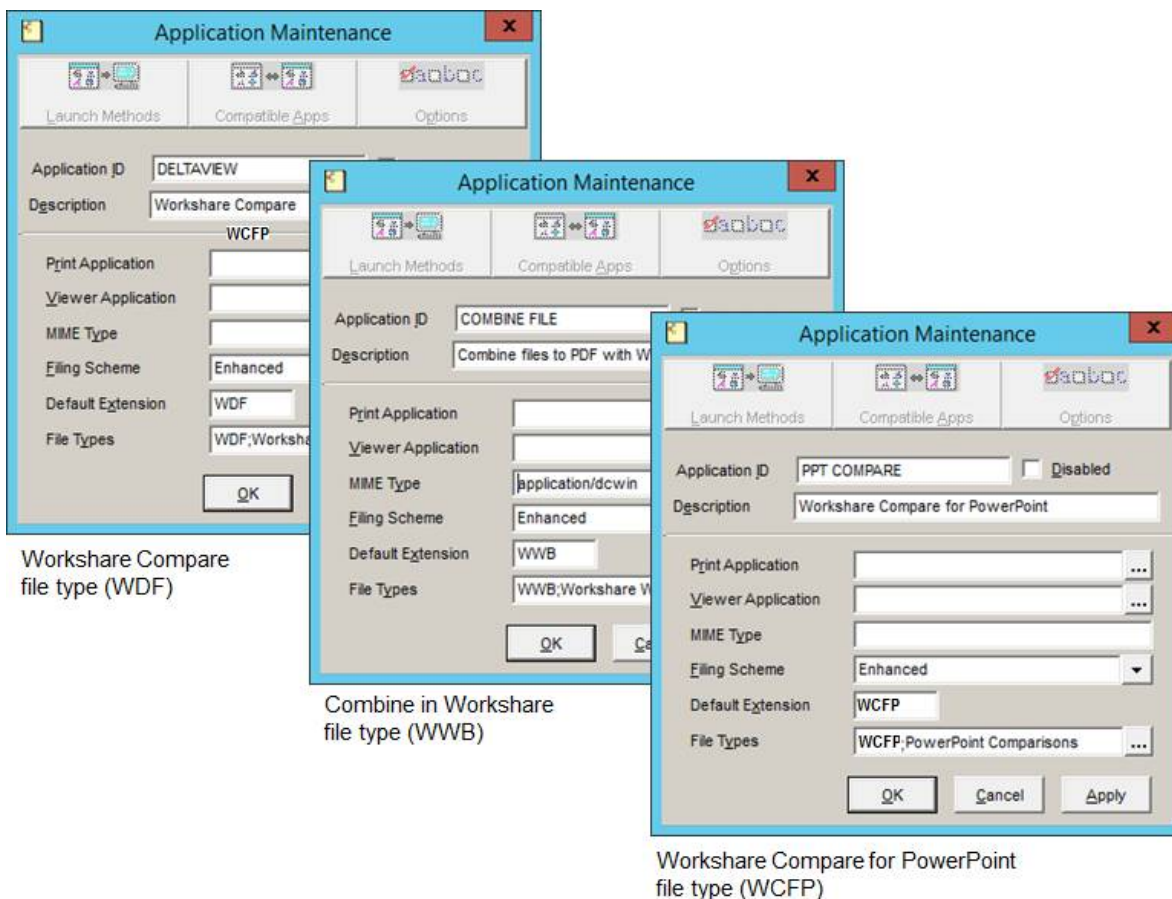 Application Maintenance
x
Launch Methods
Compatible Apps
Options
Application ID DELTAVIEW
Description Workshare Compare
WCFP
Print Application
Viewer Application
MIME Type
Filing Scheme Enhanced
Default Extension WDF
File Types WDF;Worksha
OK
Workshare Compare
file type (WDF)
Application Maintenance
x
Launch Methods
Compatible Apps
Options
Application ID COMBINE FILE
Description Combine files to PDF with W
Print Application
Viewer Application
MIME Type application/dcwin
Filing Scheme Enhanced
Default Extension WWB
File Types WWB;Workshare W
OK
Ca
Combine in Workshare
file type (WWB)
Application Maintenance
x
Launch Methods
Compatible Apps
Options
Application ID PPT COMPARE Disabled
Description Workshare Compare for PowerPoint
Print Application ...
Viewer Application ...
MIME Type
Filing Scheme Enhanced
Default Extension WCFP
File Types WCFP;PowerPoint Comparisons ...
OK
Cancel
Apply
Workshare Compare for PowerPoint
file type (WCFP)